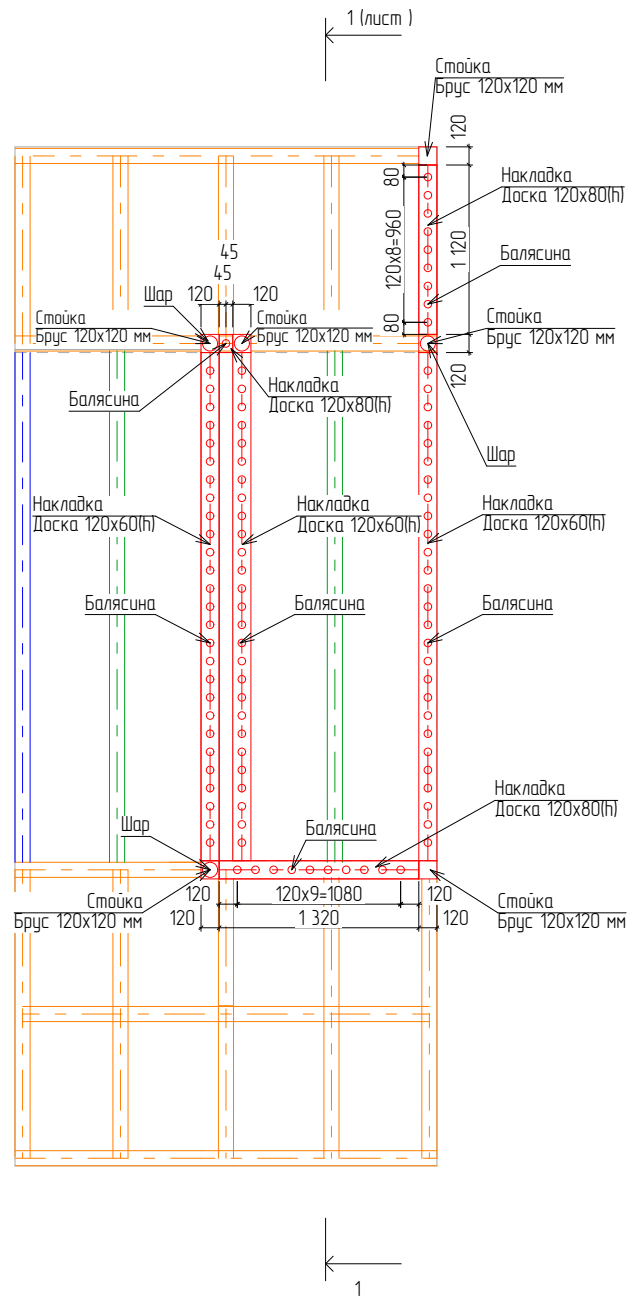 1 (лист )
Стойка
Брус 120х120 мм
120
80
Накладка
Доска 120х80(h)
120х8=960
1 120
45
45
Балясина
120
120
Шар
Стойка
Брус 120х120 мм
Стойка
Брус 120х120 мм
80
Стойка
Брус 120х120 мм
Балясина
Накладка
Доска 120х80(h)
120
Шар
Накладка
Доска 120х60(h)
Накладка
Доска 120х60(h)
Накладка
Доска 120х60(h)
Балясина
Балясина
Балясина
Накладка
Доска 120х80(h)
Шар
Балясина
Стойка
Брус 120х120 мм
120
120х9=1080
120
Стойка
Брус 120х120 мм
120
1 320
120
1